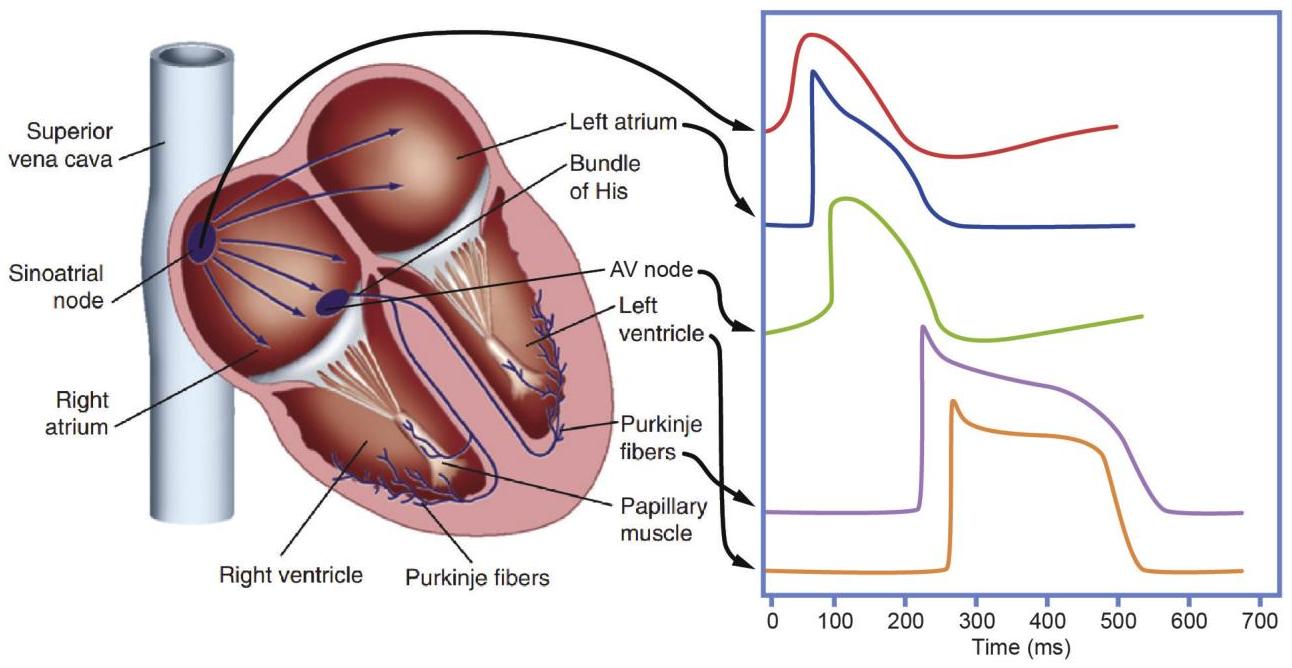 Superior
vena cava
Sinoatrial
node
Right
atrium
Right ventricle
Purkinje fibers
Left atrium
Bundle
of His
AV node
Left
ventricle
Purkinje
fibers
Papillary
muscle
0 100 200 300 400 500 600 700
Time (ms)